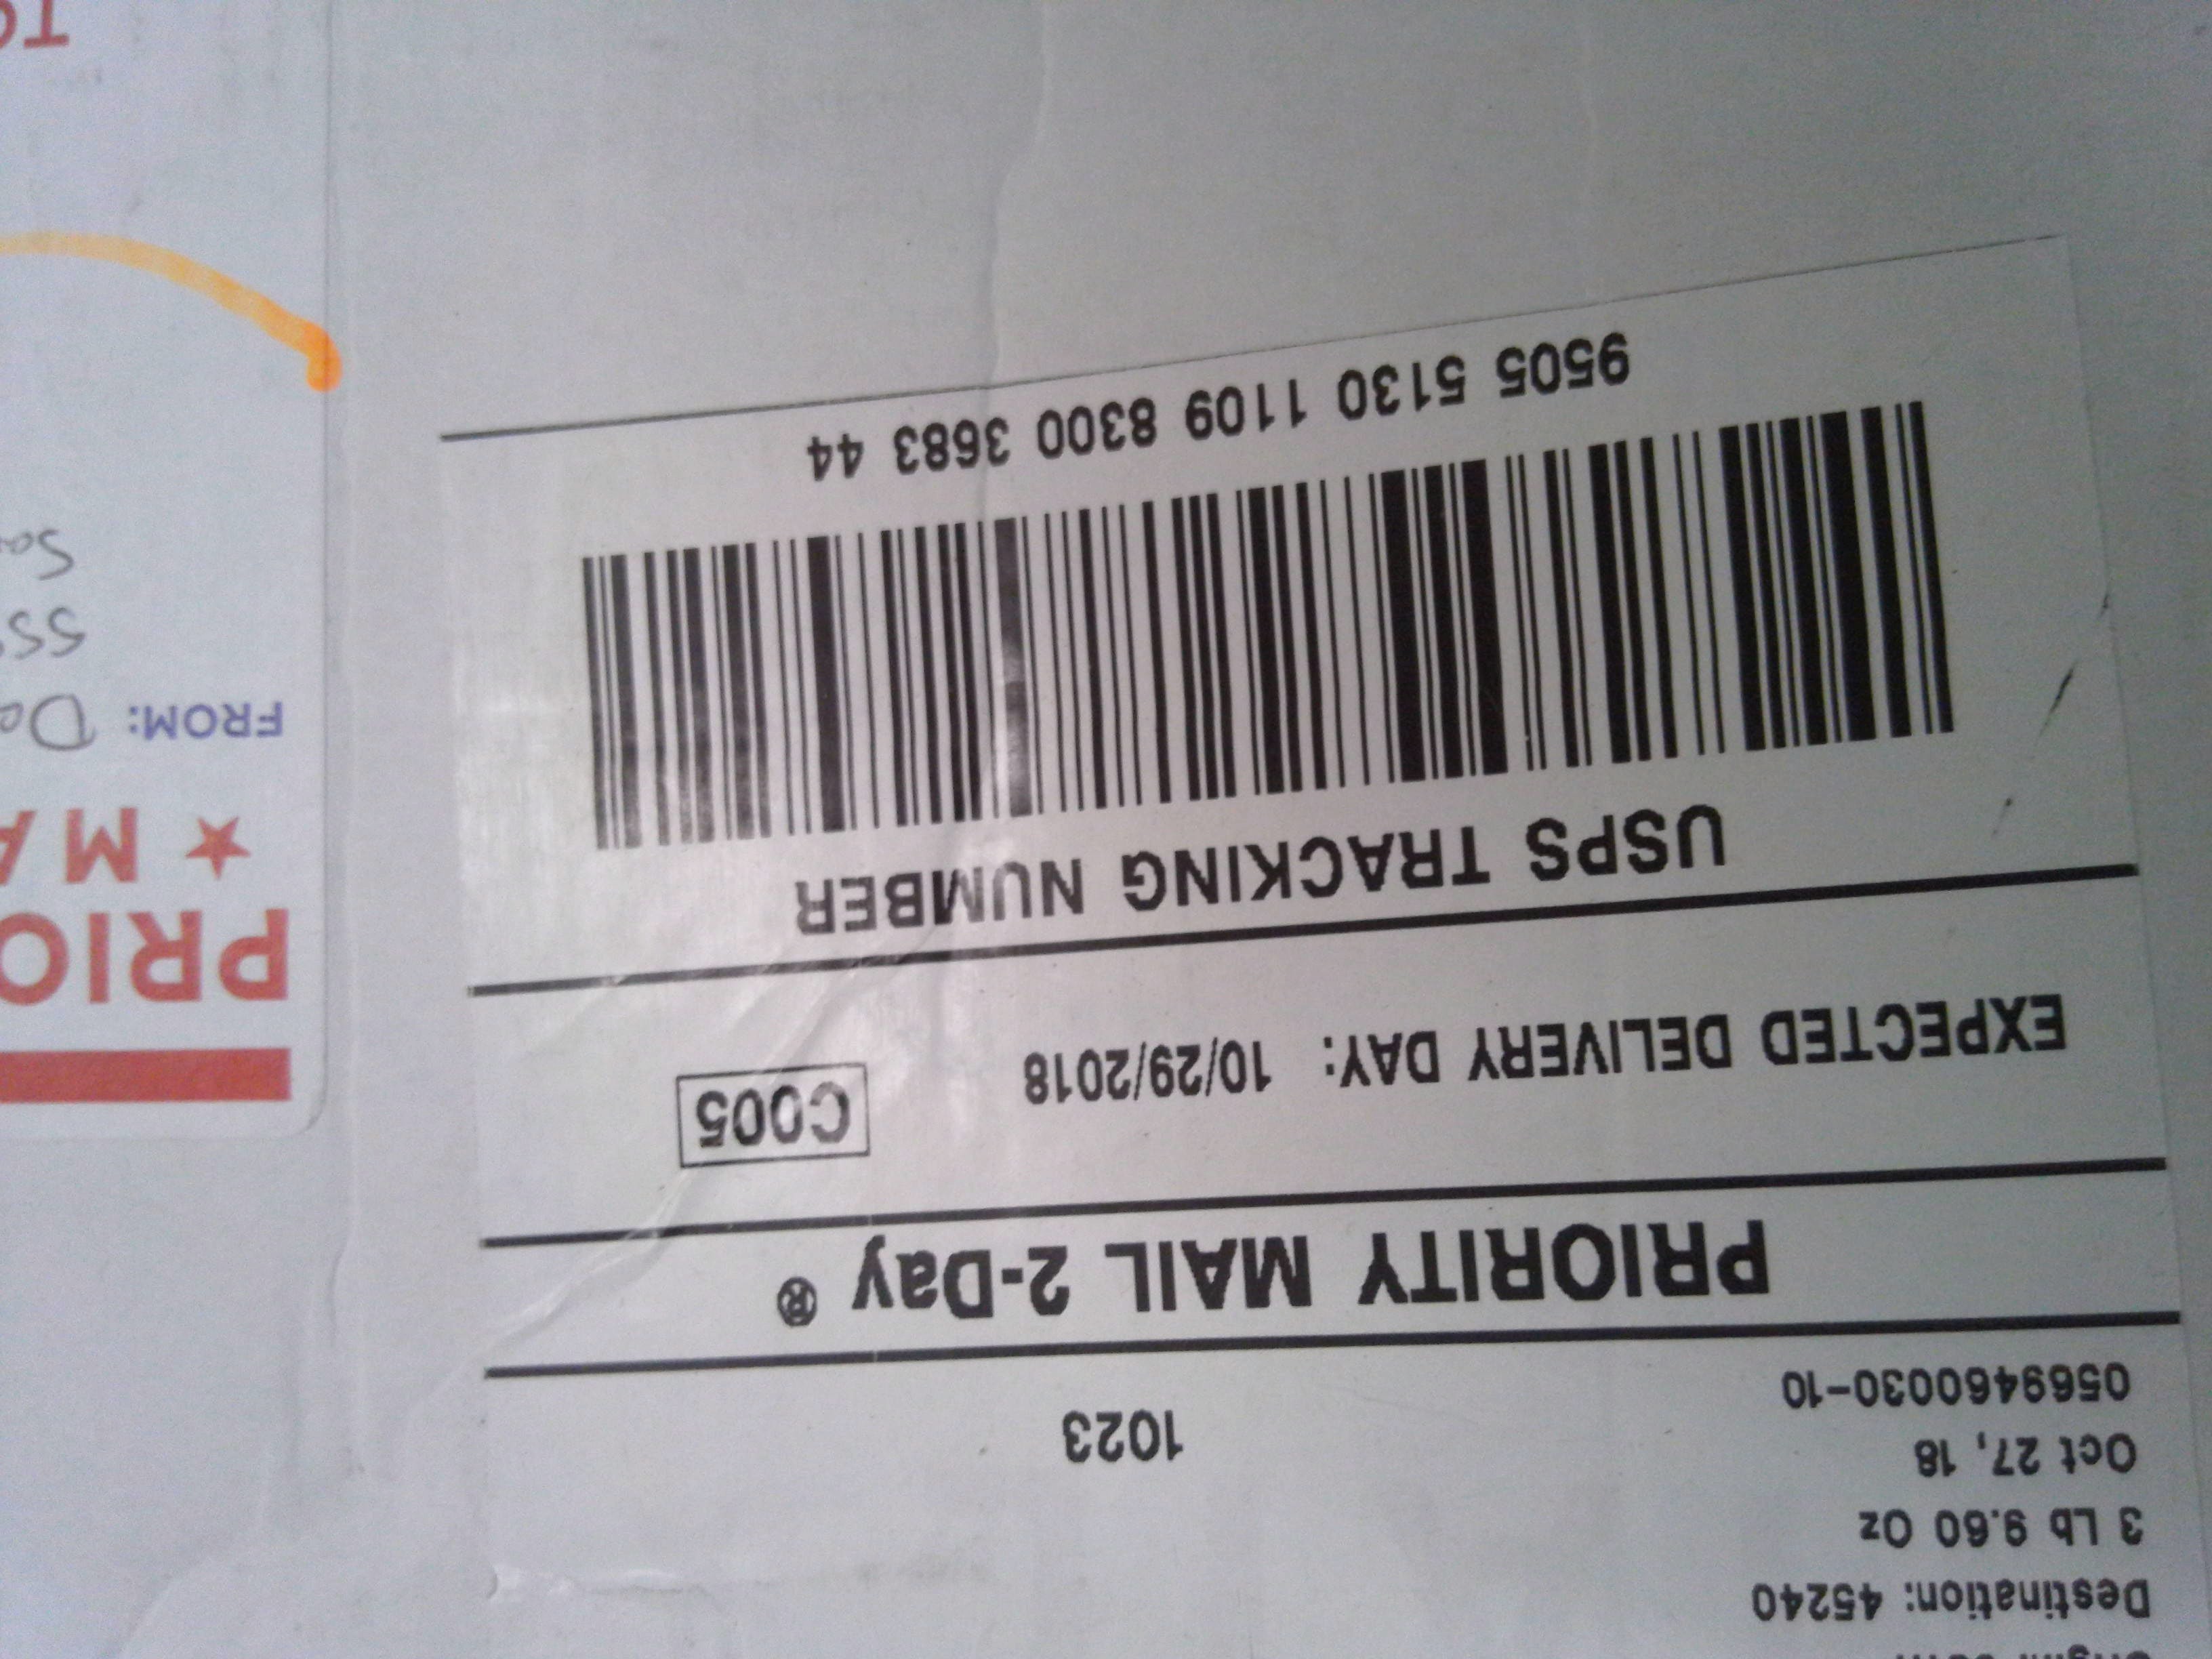 Destination: 45240
3 Lb 9.60 Oz
Oct 27, 18
0569460030-10
1023
PRIORITY MAIL 2-Day ®
EXPECTED DELIVERY DAY: 10/29/2018
C005
USPS TRACKING NUMBER
9505 5130 1109 8300 3683 44
PRIO
★ MA
FROM:
TO